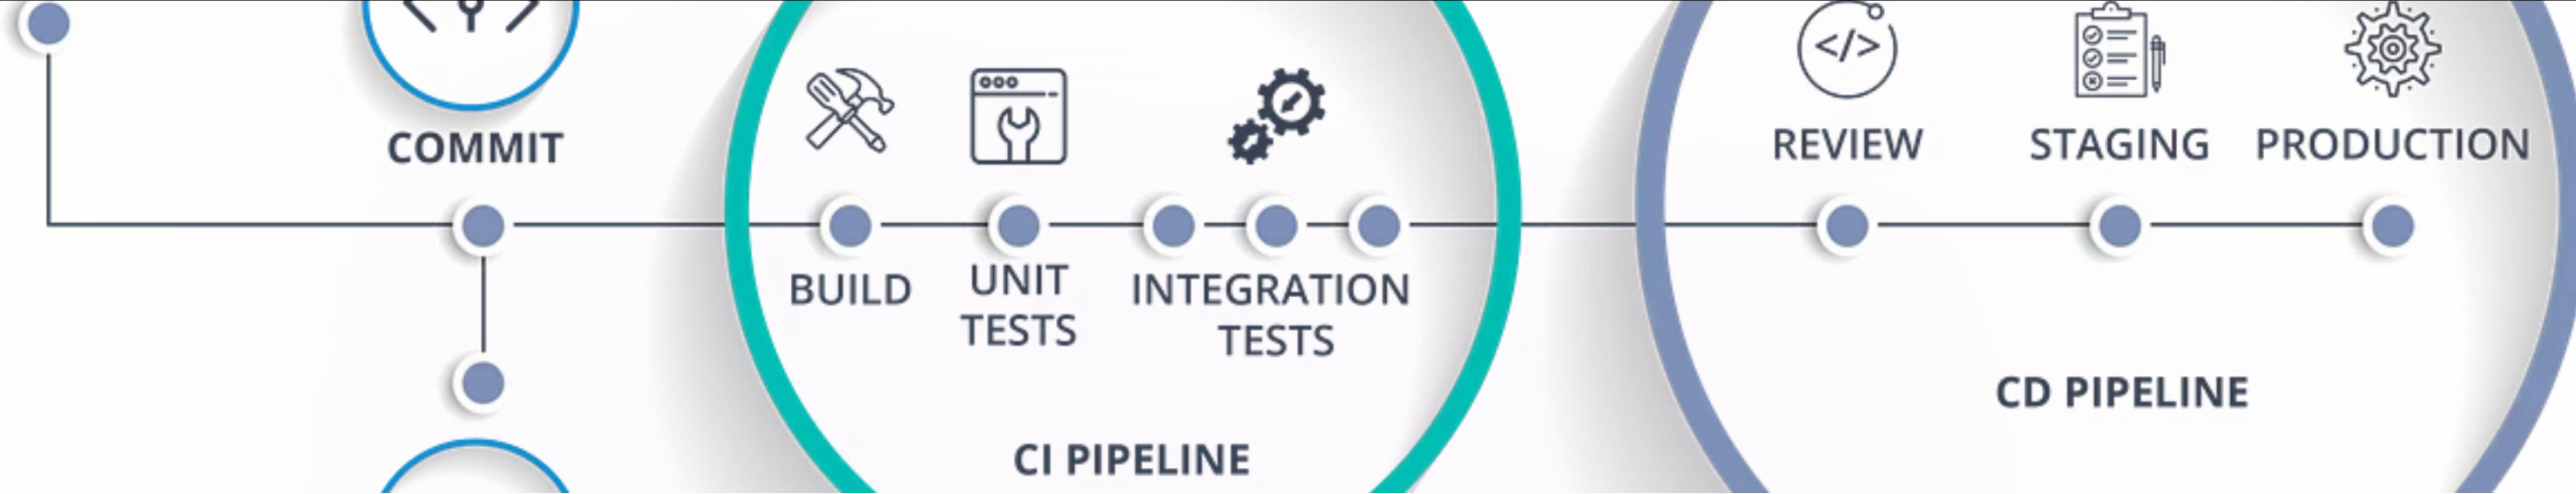 COMMIT
BUILD
UNIT
TESTS
INTEGRATION
TESTS
CI PIPELINE
</>
REVIEW
STAGING
PRODUCTION
CD PIPELINE